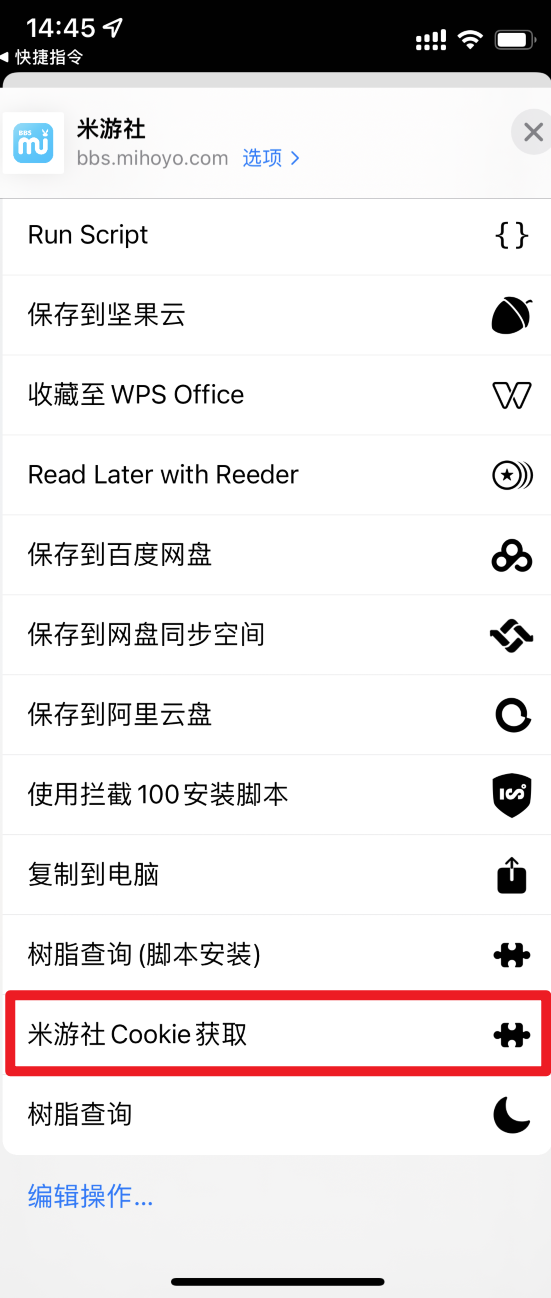 14:45
快捷指令
BBS
mu
米游社
bbs.mihoyo.com 选项
Run Script
保存到坚果云
收藏至 WPS Office
Read Later with Reeder
保存到百度网盘
保存到网盘同步空间
保存到阿里云盘
使用拦截100安装脚本
复制到电脑
树脂查询 (脚本安装)
米游社 Cookie 获取
树脂查询
编辑操作...